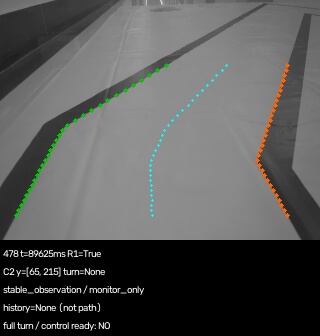 478 t=89625ms R1=True
C2 y=[65, 215] turn=None
stable_observation / monitor_only
history=None (not path)
full turn / control ready: NO